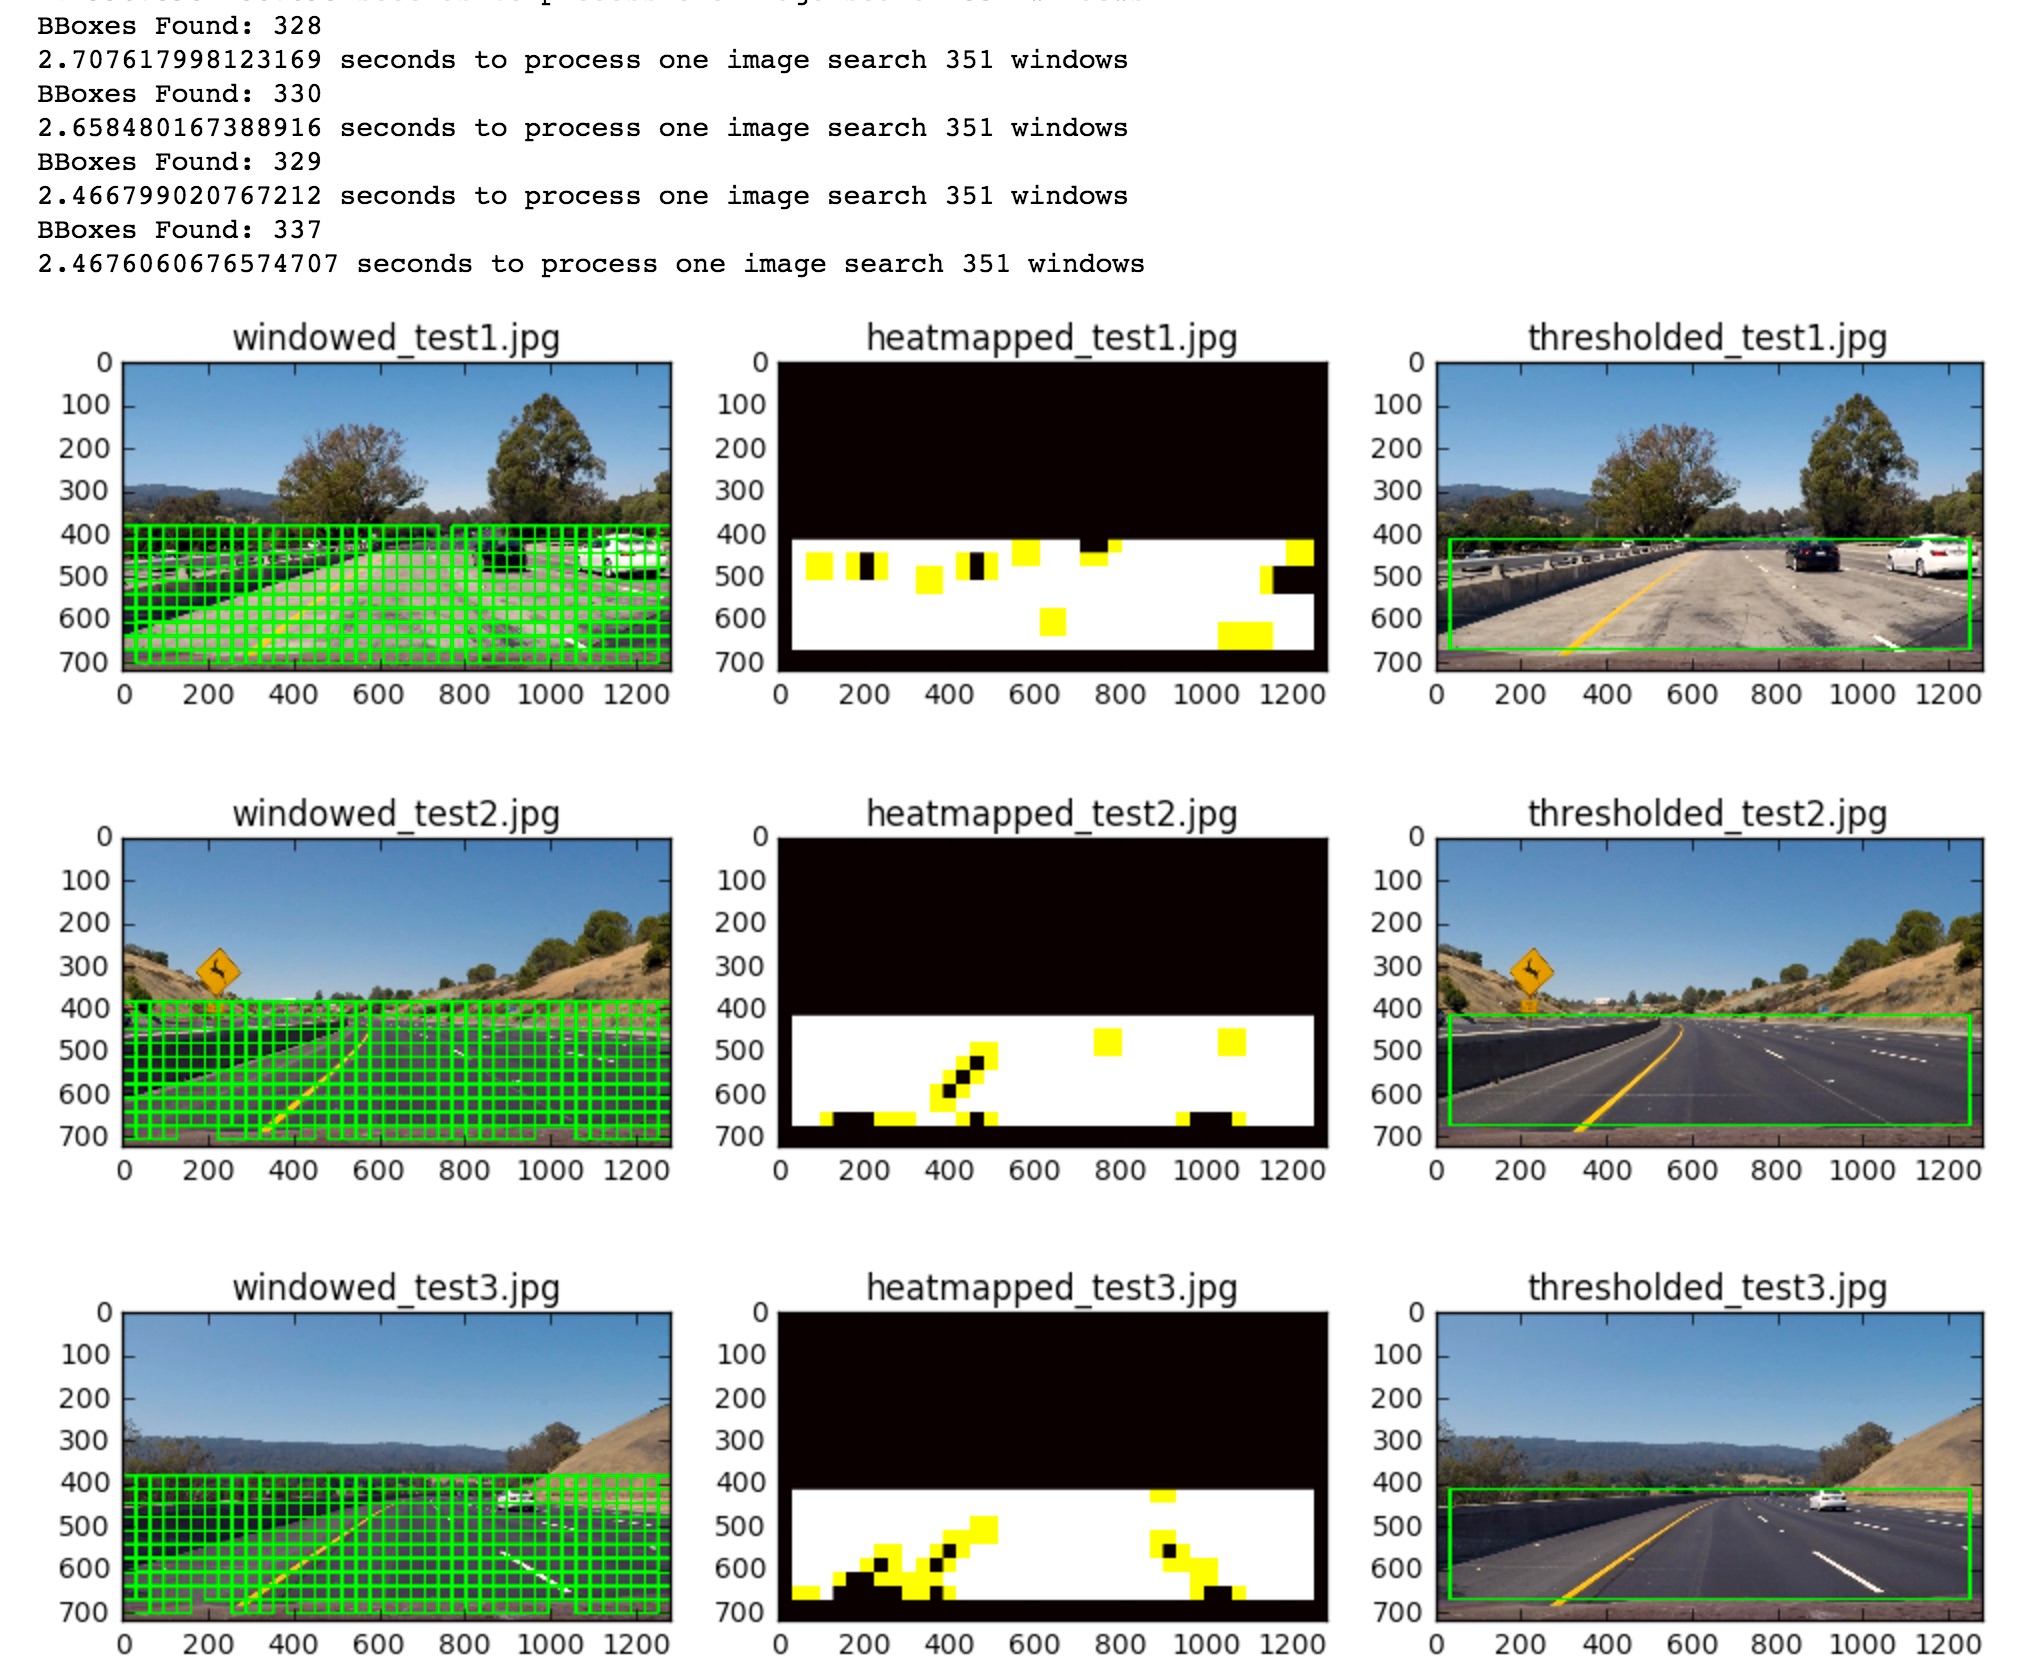 BBoxes Found: 328
2.707617998123169 seconds to process one image search 351 windows
BBoxes Found: 330
2.658480167388916 seconds to process one image search 351 windows
BBoxes Found: 329
2.466799020767212 seconds to process one image search 351 windows
BBoxes Found: 337
2.4676060676574707 seconds to process one image search 351 windows
windowed_test1.jpg heatmapped_test1.jpg thresholded_test1.jpg
0 0 0
100 100 100
200 200 200
300 300 300
400 400 400
500 500 500
600 600 600
700 700 700
0 200 400 600 800 1000 1200 0 200 400 600 800 1000 1200 0 200 400 600 800 1000 1200
windowed_test2.jpg heatmapped_test2.jpg thresholded_test2.jpg
0 0 0
100 100 100
200 200 200
300 300 300
400 400 400
500 500 500
600 600 600
700 700 700
0 200 400 600 800 1000 1200 0 200 400 600 800 1000 1200 0 200 400 600 800 1000 1200
windowed_test3.jpg heatmapped_test3.jpg thresholded_test3.jpg
0 0 0
100 100 100
200 200 200
300 300 300
400 400 400
500 500 500
600 600 600
700 700 700
0 200 400 600 800 1000 1200 0 200 400 600 800 1000 1200 0 200 400 600 800 1000 1200